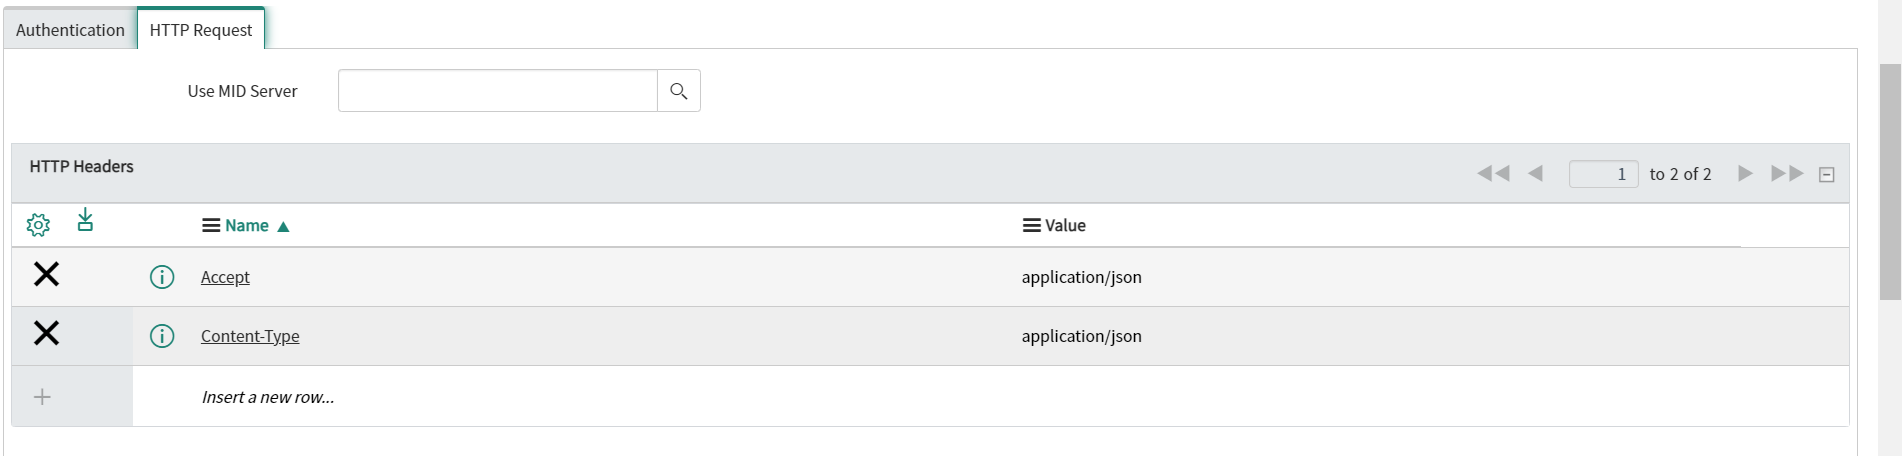 Authentication HTTP Request
Use MID Server
HTTP Headers 1 to 2 of 2
Name Value
Accept application/json
Content-Type application/json
Insert a new row...